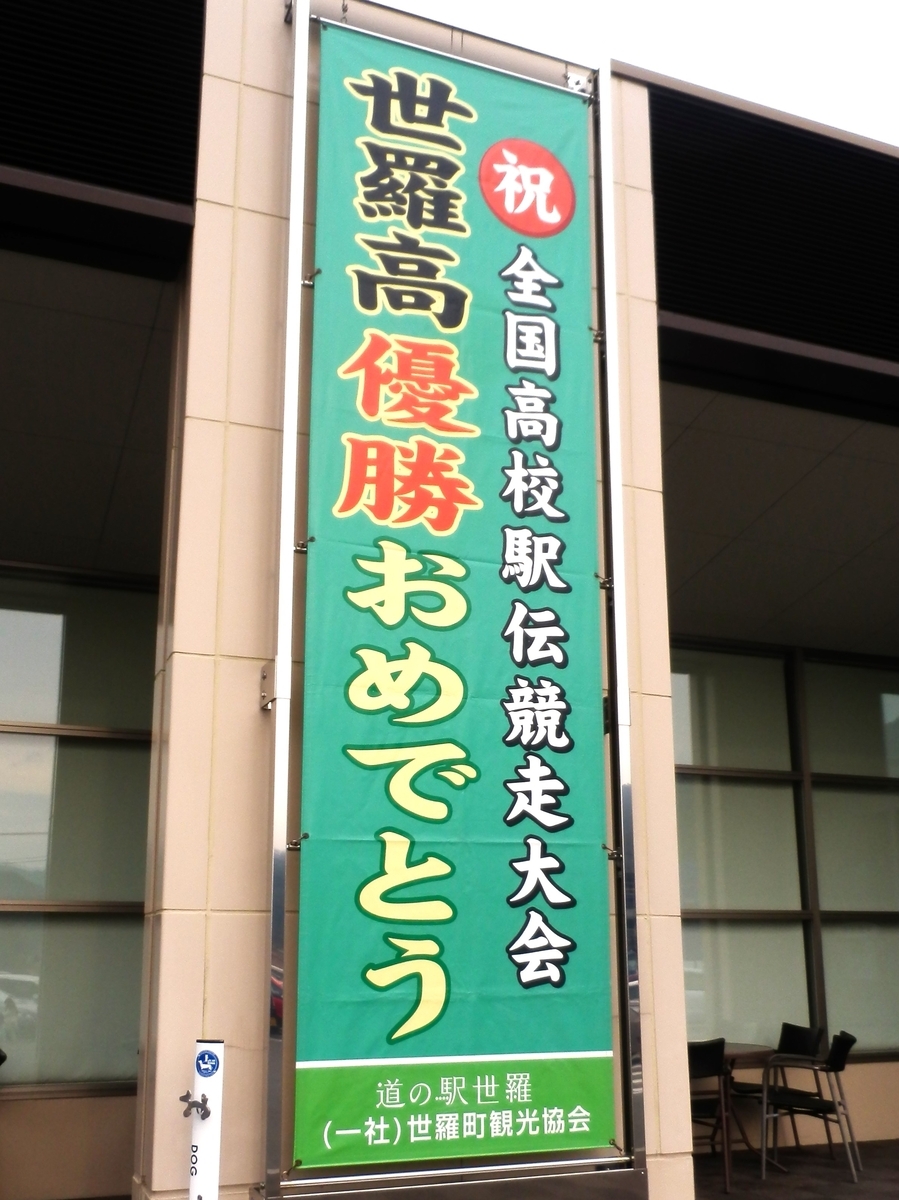 祝 全国高校駅伝競走大会
世羅高優勝おめでとう
道の駅世羅
(一社)世羅町観光協会
DOG